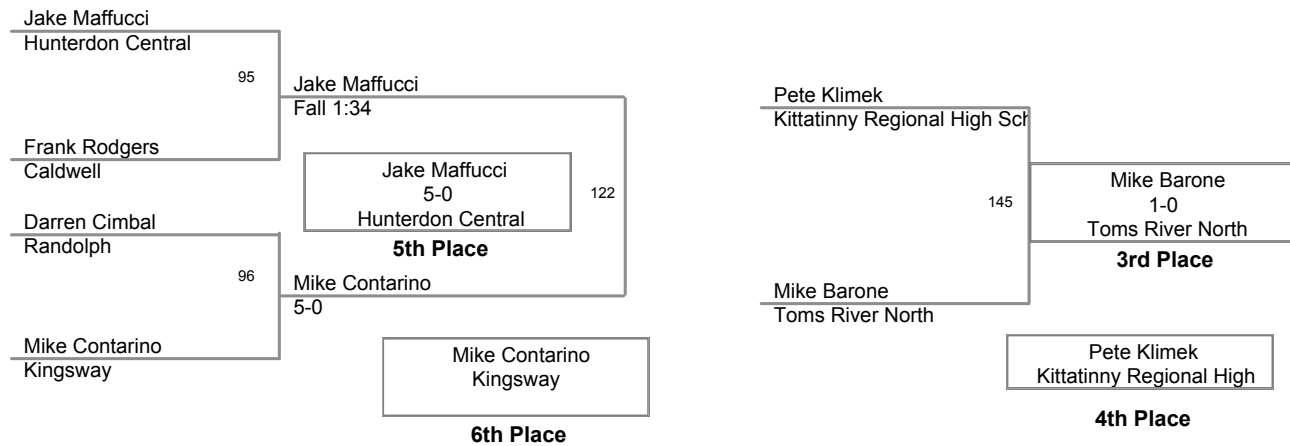 Jake Maffucci
Hunterdon Central
95
Jake Maffucci
Fall 1:34
Frank Rodgers
Caldwell
Jake Maffucci
5-0
Hunterdon Central
5th Place
122
Darren Cimbal
Randolph
96
Mike Contarino
5-0
Mike Contarino
Kingsway
Mike Contarino
Kingsway
6th Place
Pete Klimek
Kittatinny Regional High Sch
145
Mike Barone
1-0
Toms River North
3rd Place
Mike Barone
Toms River North
Pete Klimek
Kittatinny Regional High
4th Place